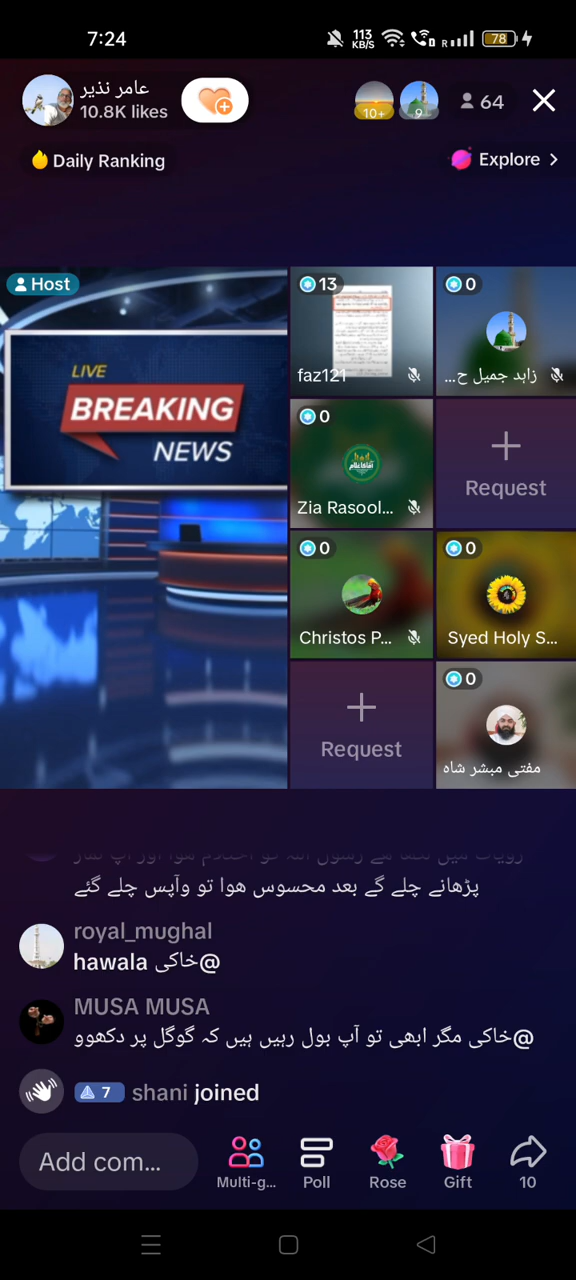 7:24
113
KB/S
R
78
عامر نذیر
10.8K likes
10+
9
64
Daily Ranking
Explore
Host
LIVE
BREAKING
NEWS
13
faz121
0
زاہد جمیل ح...
0
Zia Rasool...
Request
0
Christos P...
0
Syed Holy S...
Request
0
مفتی مبشر شاہ
پڑھانے چلے گے بعد محسوس ھوا تو وآپس چلے گئے
royal_mughal
@خاکی hawala
MUSA MUSA
@خاکی مگر ابھی تو آپ بول رہیں ہیں کہ گوگل پر دکھوو
7 shani joined
Add com...
Multi-g...
Poll
Rose
Gift
10